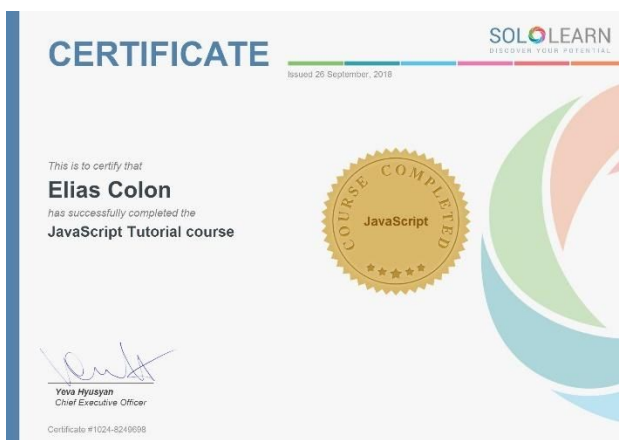 CERTIFICATE
SOLOLEARN
DISCOVER YOUR POTENTIAL
Issued 26 September, 2018
This is to certify that
Elias Colon
has successfully completed the
JavaScript Tutorial course
COURSE COMPLETED
JavaScript
Yeva Hyusyan
Chief Executive Officer
Certificate #1024-8249698